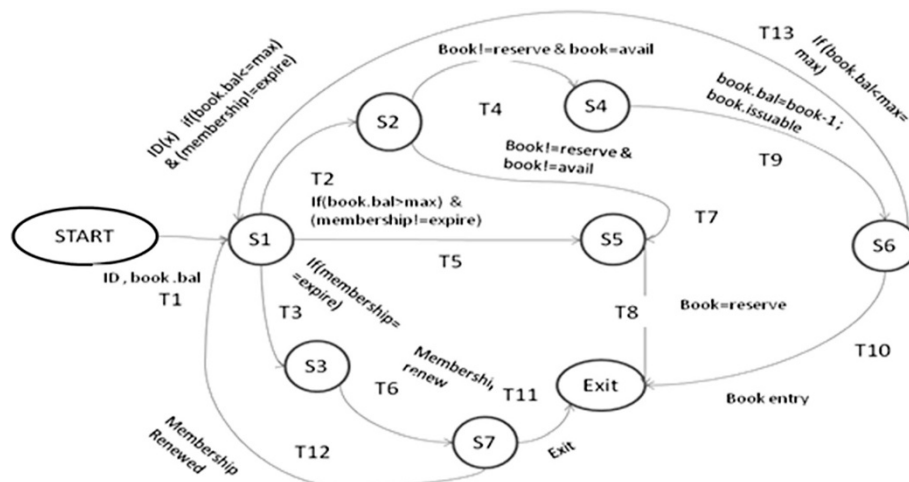 T13
If (book.bal<max=
max)
Book!=reserve & book=avail
ID(x) if(book.bal<=max)
& (membership!=expire)
S2
T4
S4
book.bal=book-1;
book.issuable
T9
Book!=reserve &
book!=avail
T2
If(book.bal>max) &
(membership!=expire)
T7
START
S1
S5
S6
T5
ID, book.bal
T1
If(membership=
=expire)
T3
T8
Book=reserve
T10
S3
T6
Membershi,
renew
T11
Exit
Book entry
Membership
Renewed
T12
S7
Exit